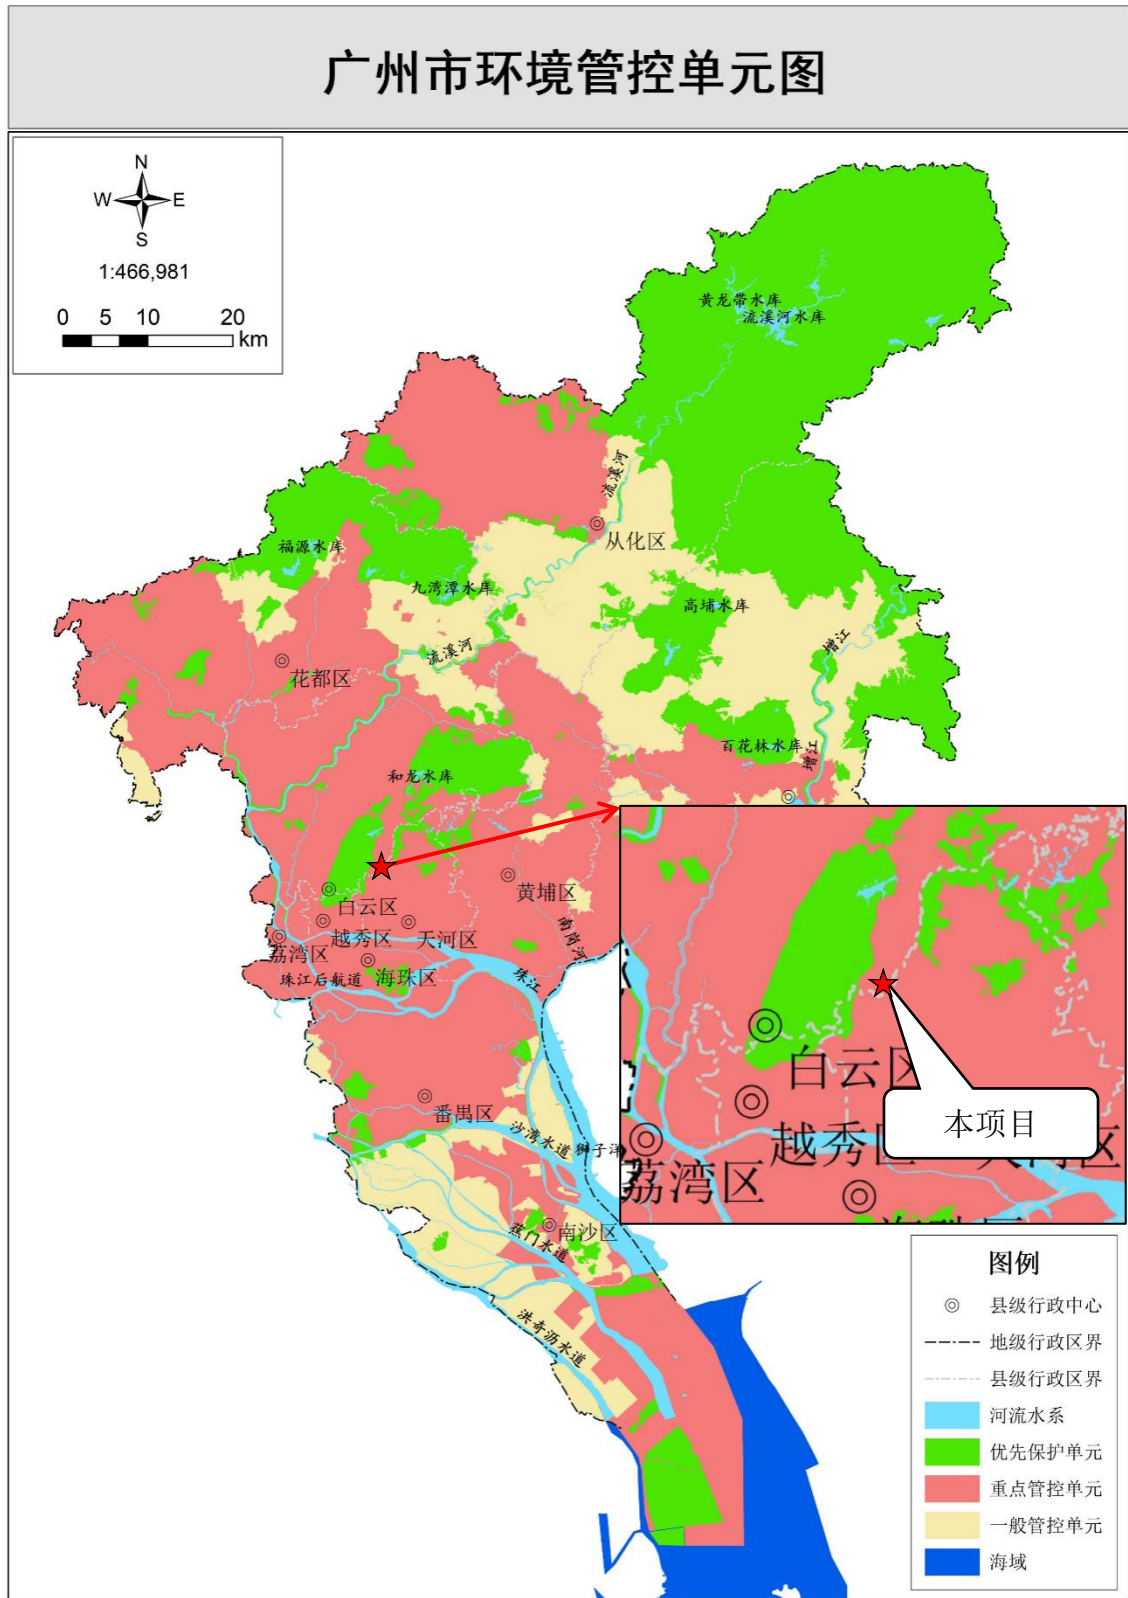 广州市环境管控单元图
N
W E
S
1:466,981
0 5 10 20
km
黄龙带水库
流溪河水库
流溪河
从化区
福源水库
九湾潭水库
高埔水库
增江
流溪河
花都区
百花林水库
增江
和龙水库
黄埔区
白云区
南岗河
越秀区
天河区
荔湾区
海珠区
珠江后航道
珠江
白云区
本项目
越秀区
天河区
荔湾区
海珠区
番禺区
沙湾水道
狮子洋
南沙区
蕉门水道
洪奇沥水道
图例
县级行政中心
地级行政区界
县级行政区界
河流水系
优先保护单元
重点管控单元
一般管控单元
海域